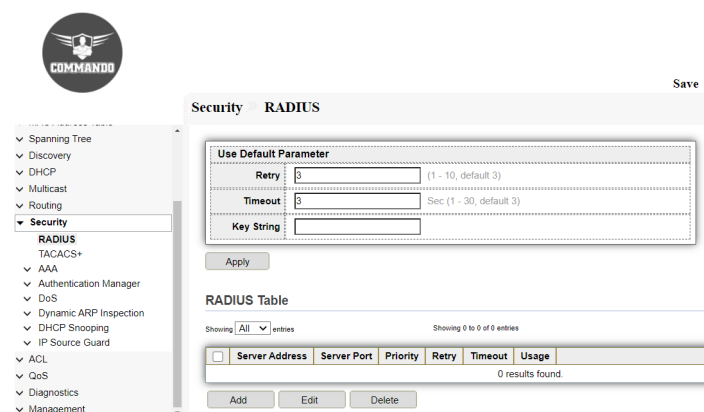 COMMANDO
Save
Security RADIUS
Spanning Tree
Discovery
DHCP
Multicast
Routing
Security
RADIUS
TACACS+
AAA
Authentication Manager
DoS
Dynamic ARP Inspection
DHCP Snooping
IP Source Guard
ACL
QoS
Diagnostics
Management
Use Default Parameter
Retry 3 (1 - 10, default 3)
Timeout 3 Sec (1 - 30, default 3)
Key String
Apply
RADIUS Table
Showing All entries Showing 0 to 0 of 0 entries
Server Address Server Port Priority Retry Timeout Usage
0 results found.
Add Edit Delete